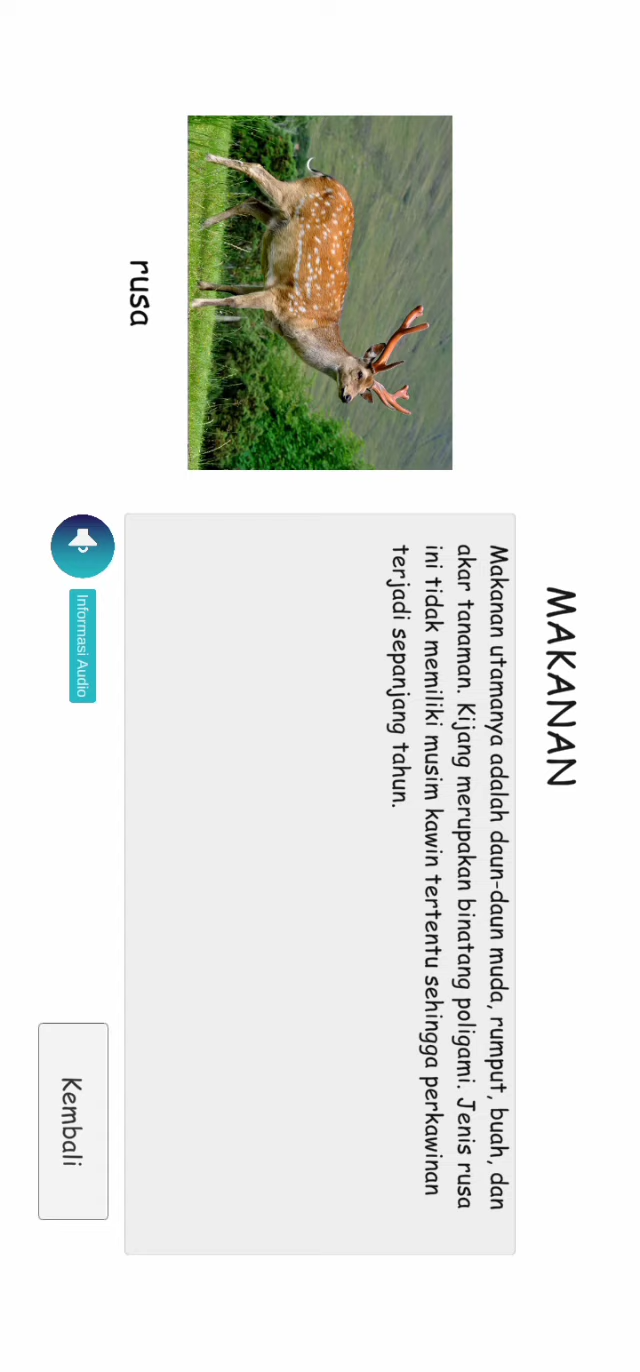 MAKANAN
Makanan utamanya adalah daun-daun muda, rumput, buah, dan
akar tanaman. Kijang merupakan binatang poligami. Jenis rusa
ini tidak memiliki musim kawin tertentu sehingga perkawinan
terjadi sepanjang tahun.
rusa
Informasi Audio
Kembali